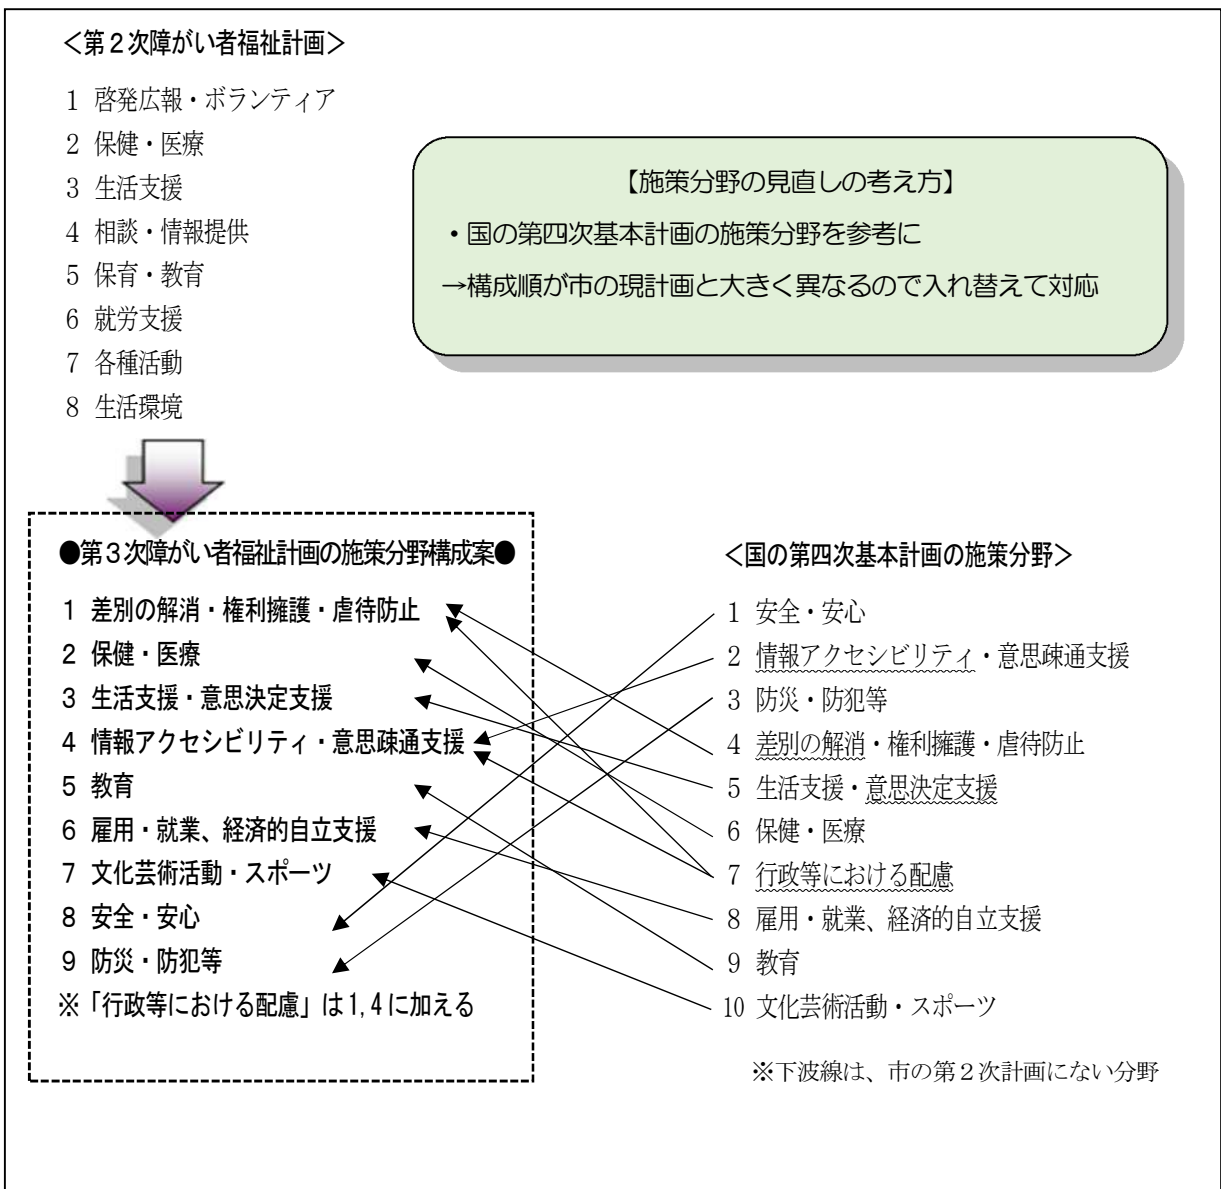 ＜第２次障がい者福祉計画＞
1 啓発広報・ボランティア
2 保健・医療
3 生活支援
4 相談・情報提供
5 保育・教育
6 就労支援
7 各種活動
8 生活環境
【施策分野の見直しの考え方】
・国の第四次基本計画の施策分野を参考に
→構成順が市の現計画と大きく異なるので入れ替えて対応
●第３次障がい者福祉計画の施策分野構成案●
1 差別の解消・権利擁護・虐待防止
2 保健・医療
3 生活支援・意思決定支援
4 情報アクセシビリティ・意思疎通支援
5 教育
6 雇用・就業、経済的自立支援
7 文化芸術活動・スポーツ
8 安全・安心
9 防災・防犯等
※「行政等における配慮」は1,4に加える
＜国の第四次基本計画の施策分野＞
1 安全・安心
2 情報アクセシビリティ・意思疎通支援
3 防災・防犯等
4 差別の解消・権利擁護・虐待防止
5 生活支援・意思決定支援
6 保健・医療
7 行政等における配慮
8 雇用・就業、経済的自立支援
9 教育
10 文化芸術活動・スポーツ
※下波線は、市の第２次計画にない分野